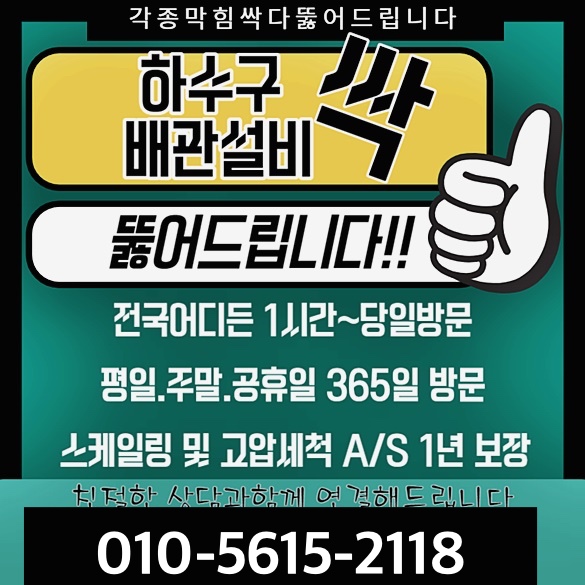 각종막힘싹다뚫어드립니다
하수구
배관설비
싹
뚫어드립니다!!
전국어디든 1시간~당일방문
평일.주말.공휴일 365일 방문
스케일링 및 고압세척 A/S 1년 보장
친절한 상담과함께 연결해드립니다
010-5615-2118